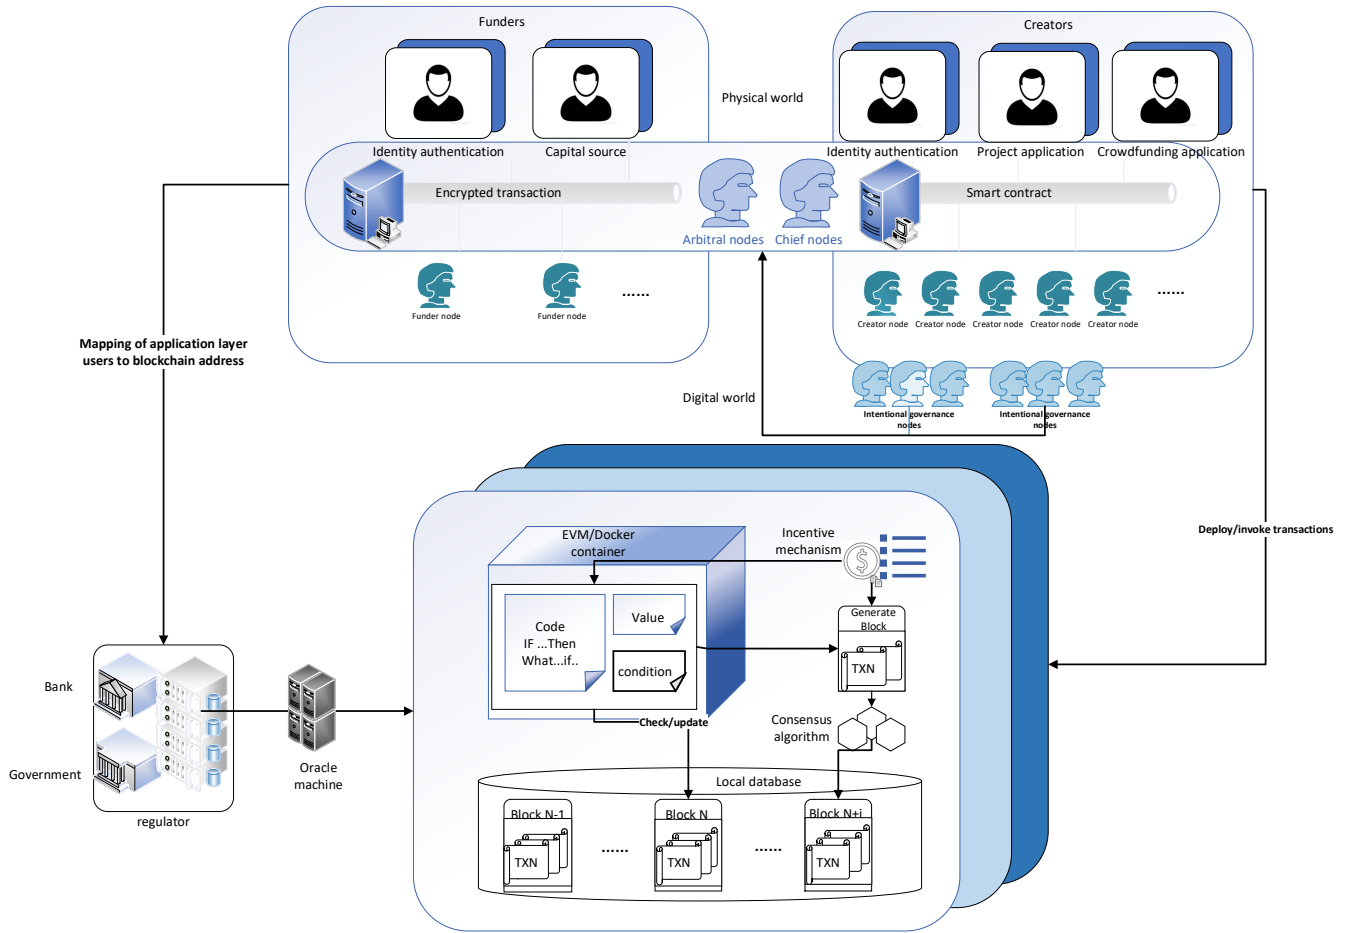 Funders
Creators
Physical world
Identity authentication
Capital source
Identity authentication
Project application
Crowdfunding application
Encrypted transaction
Smart contract
Arbitral nodes
Chief nodes
Funder node
Funder node
......
Creator node
Creator node
Creator node
Creator node
Creator node
......
Mapping of application layer
users to blockchain address
Digital world
Intentional governance
nodes
Intentional governance
nodes
Deploy/invoke transactions
EVM/Docker
container
Incentive
mechanism
$
Code
IF ...Then
What...if..
Value
condition
Generate
Block
TXN
Check/update
Consensus
algorithm
Bank
Government
regulator
Oracle
machine
Local database
Block N-1
TXN
......
Block N
TXN
......
Block N+i
TXN